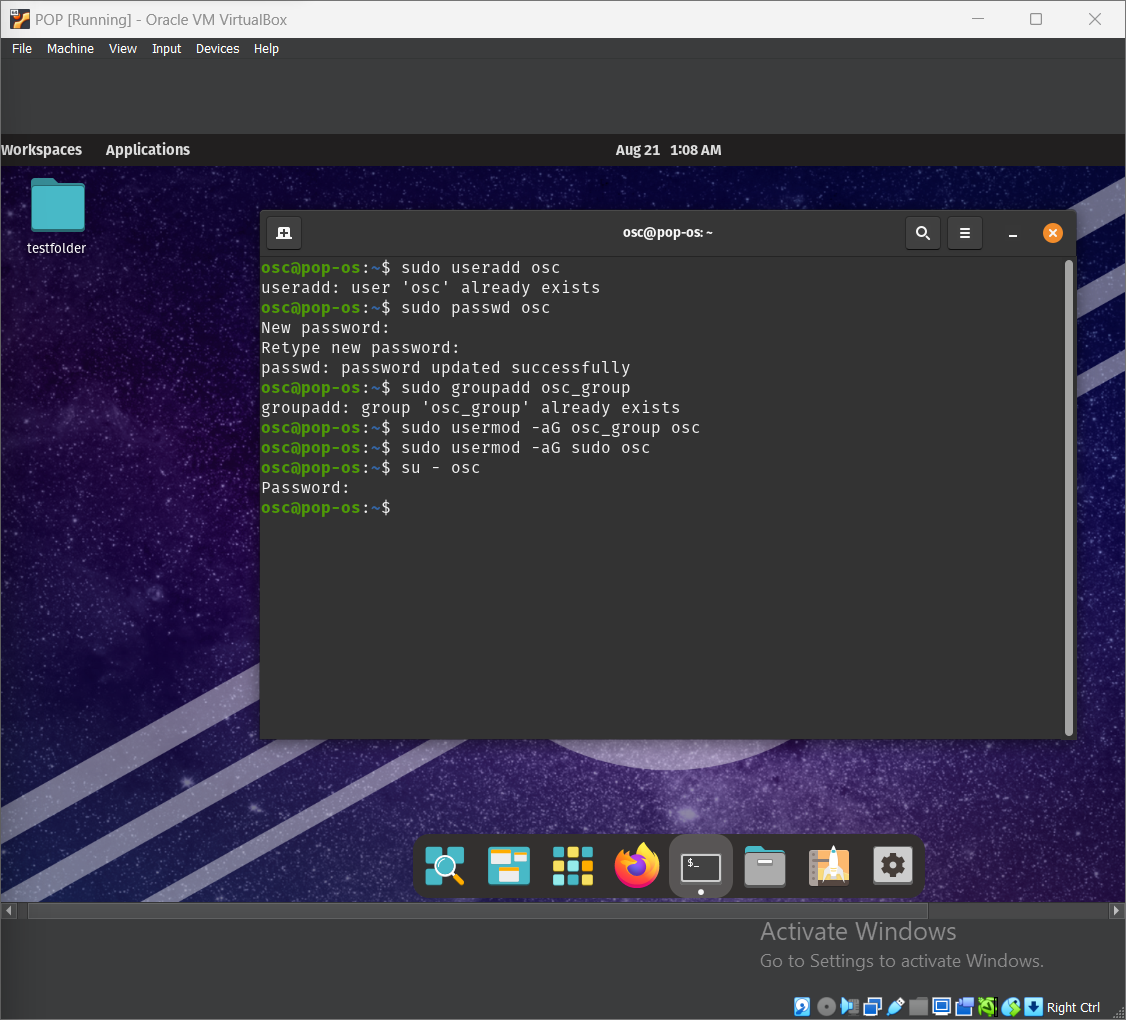 POP [Running] - Oracle VM VirtualBox
File Machine View Input Devices Help
Workspaces Applications Aug 21 1:08 AM
testfolder
osc@pop-os: ~
osc@pop-os:~$ sudo useradd osc
useradd: user 'osc' already exists
osc@pop-os:~$ sudo passwd osc
New password:
Retype new password:
passwd: password updated successfully
osc@pop-os:~$ sudo groupadd osc_group
groupadd: group 'osc_group' already exists
osc@pop-os:~$ sudo usermod -aG osc_group osc
osc@pop-os:~$ sudo usermod -aG sudo osc
osc@pop-os:~$ su - osc
Password:
osc@pop-os:~$
$_
Activate Windows
Go to Settings to activate Windows.
Right Ctrl